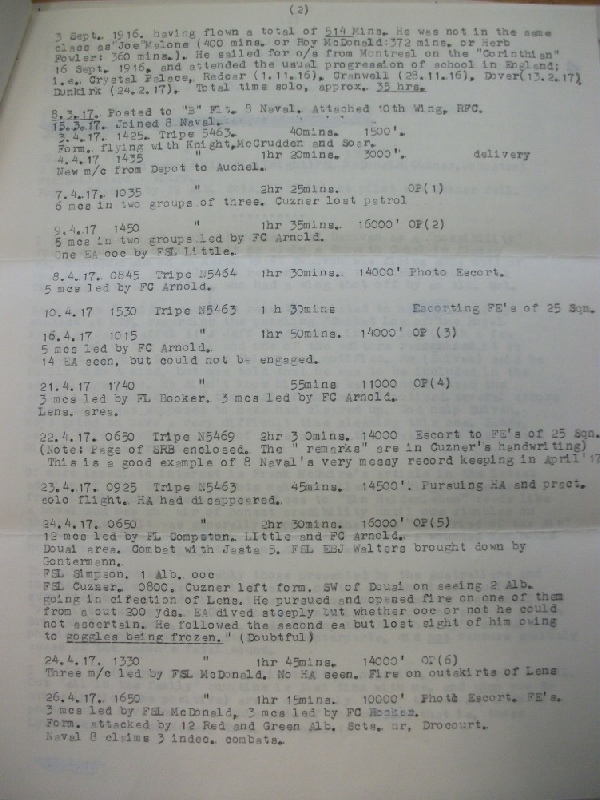 (2)
3 Sept. 1916. having flown a total of 514 Mins. He was not in the same
class as"Joe"Malone (400 mins. or Roy McDonald:372 mins. or Herb
Fowler: 360 mins.). He sailed for o/s from Montreal on the "Corinthian"
16 Sept. 1916, and attended the usual progression of school in England;
i.e. Crystal Palace, Redcar (1.11.16), Cranwell (28.11.16), Dover(13.2.17)
Dunkirk (24.2.17). Total time solo, approx. 35 hrs.
8.3.17. Posted to "B" Flt. 8 Naval. Attached 10th Wing, RFC.
15.3.17. Joined 8 Naval.
3.4.17. 1425. Tripe 5463. 40mins. 1500'.
Form. flying with Knight,McCrudden and Soar.
4.4.17 1435 " 1hr 20mins. 3000". delivery
New m/c from Depot to Auchel.
7.4.17. 1035 " 2hr 25mins. OP(1)
6 mcs in two groups of three. Cuzner lost petrol
9.4.17 1450 " 1hr 35mins. 16000' OP(2)
5 mcs in two groups led by FC Arnold.
One EA ooc by FSL Little.
8.4.17. 0845 Tripe N5464 1hr 30mins. 14000' Photo Escort.
5 mcs led by FC Arnold.
10.4.17 1530 Tripe N5463 1 h 30mins Escorting FE's of 25 Sqn.
16.4.17 1015 " 1hr 50mins. 14000' OP (3)
5 mcs led by FC Arnold.
14 EA seen, but could not be engaged.
21.4.17 1740 " 55mins 11000 OP(4)
3 mcs led by FL Booker. 3 mcs led by FC Arnold.
Lens. area.
22.4.17. 0650 Tripe N5469 2hr 3 0mins. 14000 Escort to FE's of 25 Sqn.
(Note: Page of SRB enclosed. The " remarks" are in Cuzner's handwriting)
This is a good example of 8 Naval's very messy record keeping in April'17
23.4.17. 0925 Tripe N5463 45mins. 14500'. Pursuing HA and pract.
solo flight. HA had disappeared.
24.4.17. 0650 " 2hr 30mins. 16000' OP(5)
12 mcs led by FL Compston. Little and FC Arnold.
Douai area. Combat with Jasta 5. FSL EBJ Walters brought down by
Gontermann.
FSL Simpson. 1 Alb. ooc
FSL Cuzner. 0800. Cuzner left form. SW of Douai on seeing 2 Alb.
going in cifection of Lens. He pursued and opened fire on one of them
from a out 200 yds. EA dived steeply but whether ooc or not he could
not ascertain. He followed the second ea but lost sight of him owing
to goggles being frozen." (Doubtful)
24.4.17. 1330 " 1hr 45mins. 14000' OP(6)
Three m/c led by FSL McDonald. No HA seen. Fire on outskirts of Lens
26.4.17. 1650 " 1hr 15mins. 10000' Photo Escort. FE's.
3 mcs led by FSL McDonald, 3 mcs led by FC Booker.
Form. attacked by 12 Red and Green Alb. Scts. nr. Drocourt.
Naval 8 claims 3 indec. combats.